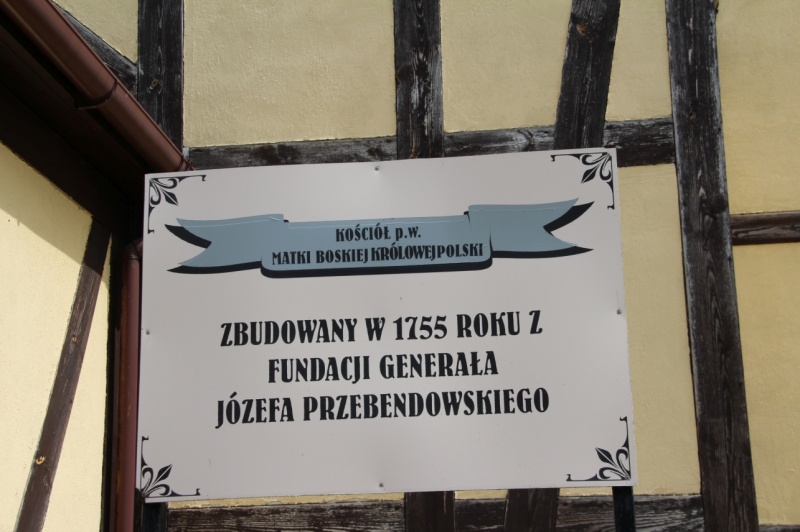 KOŚCIÓŁ p.w.
MATKI BOSKIEJ KRÓLOWEJ POLSKI
ZBUDOWANY W 1755 ROKU Z
FUNDACJI GENERAŁA
JÓZEFA PRZEBENDOWSKIEGO